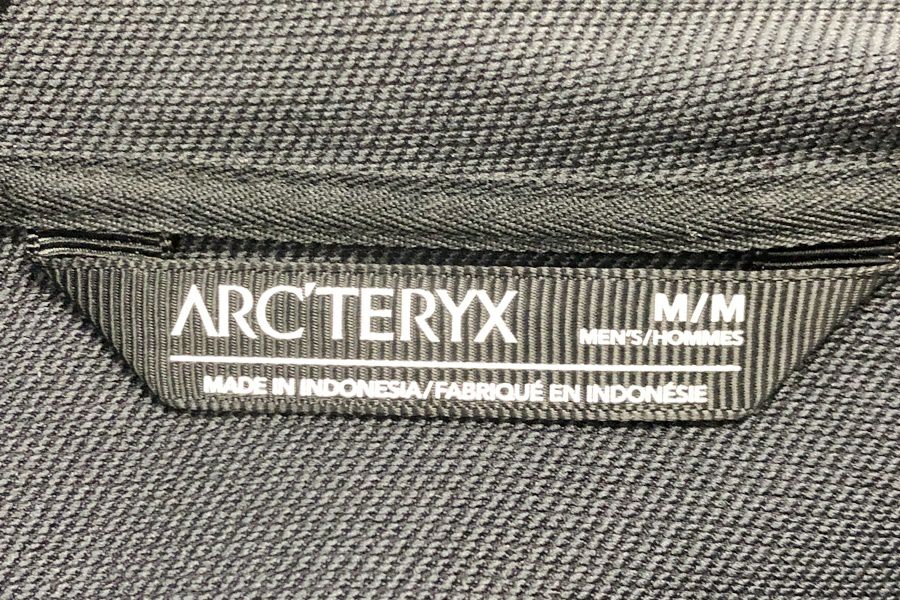 ARC'TERYX
M/M
MEN'S/HOMMES
MADE IN INDONESIA/FABRIQUÉ EN INDONÉSIE